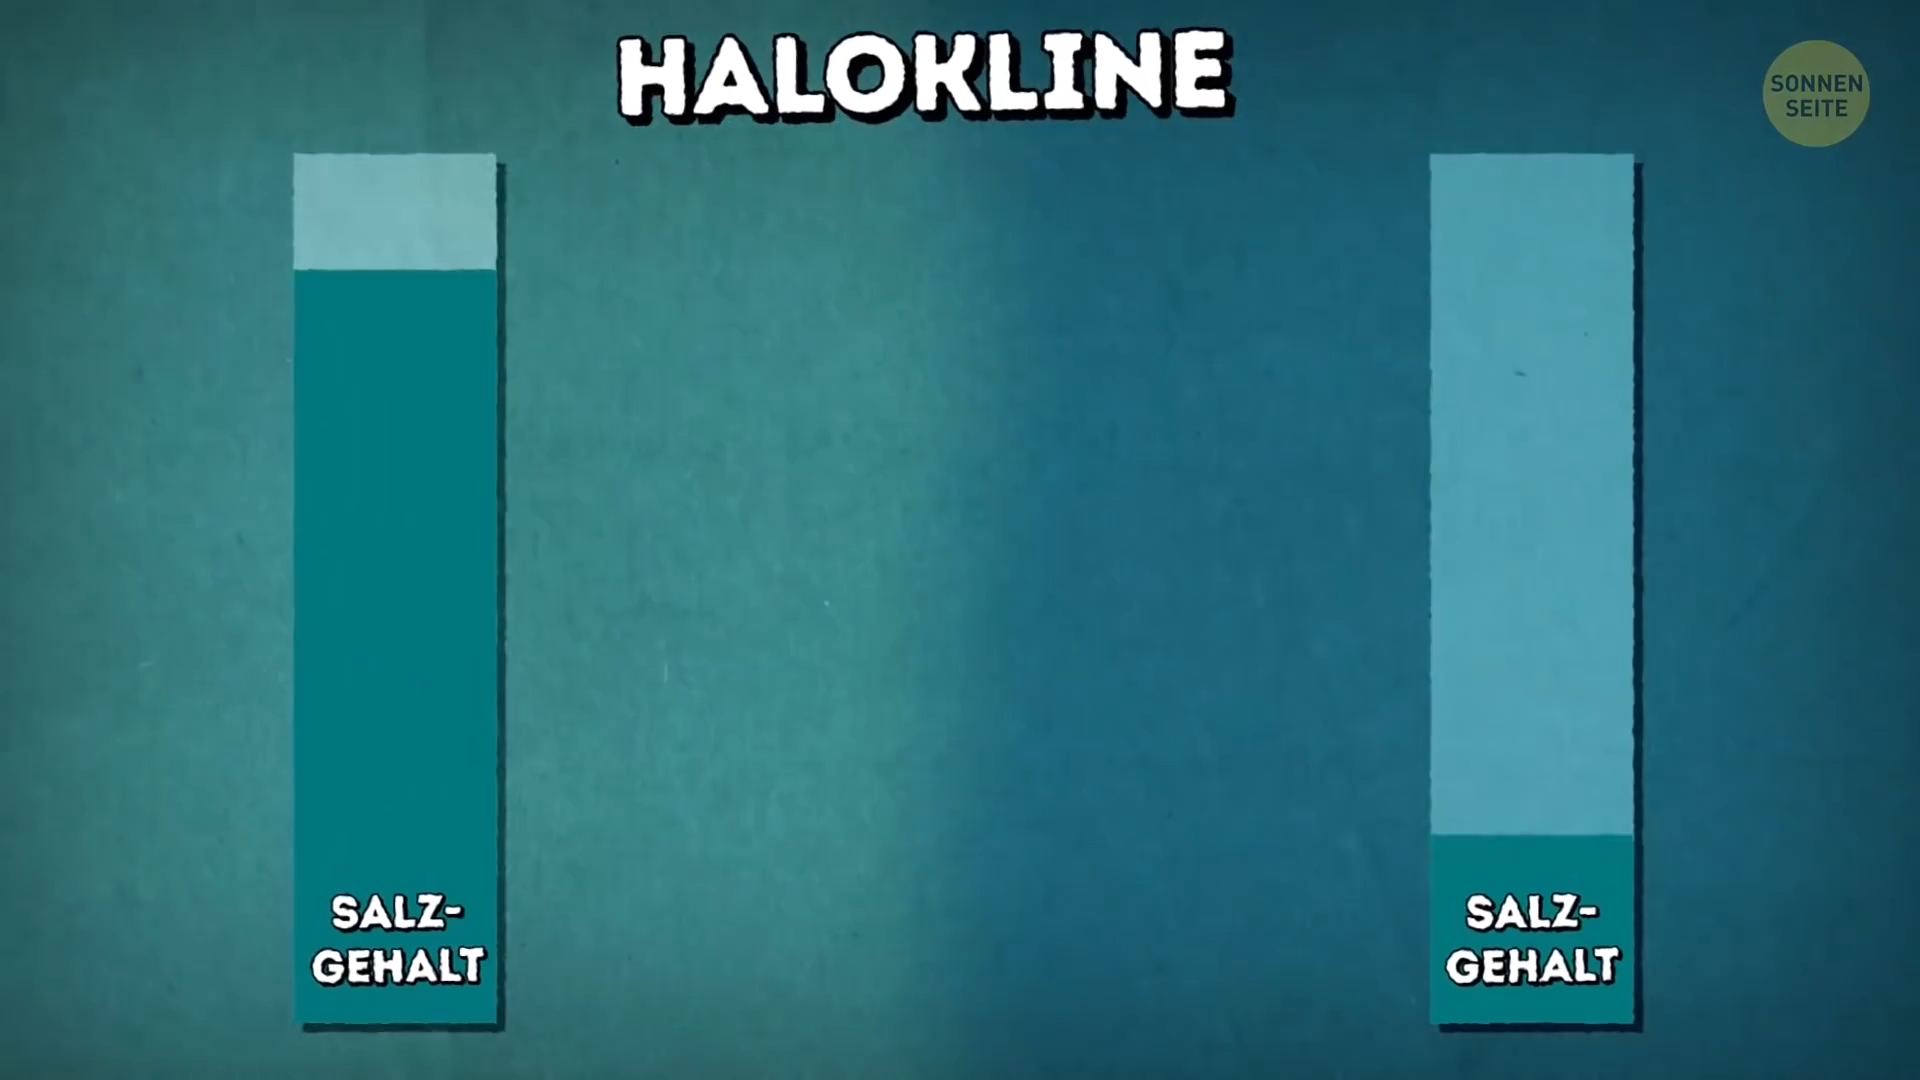 HALOKLINE
SONNEN
SEITE
SALZ-
GEHALT
SALZ-
GEHALT